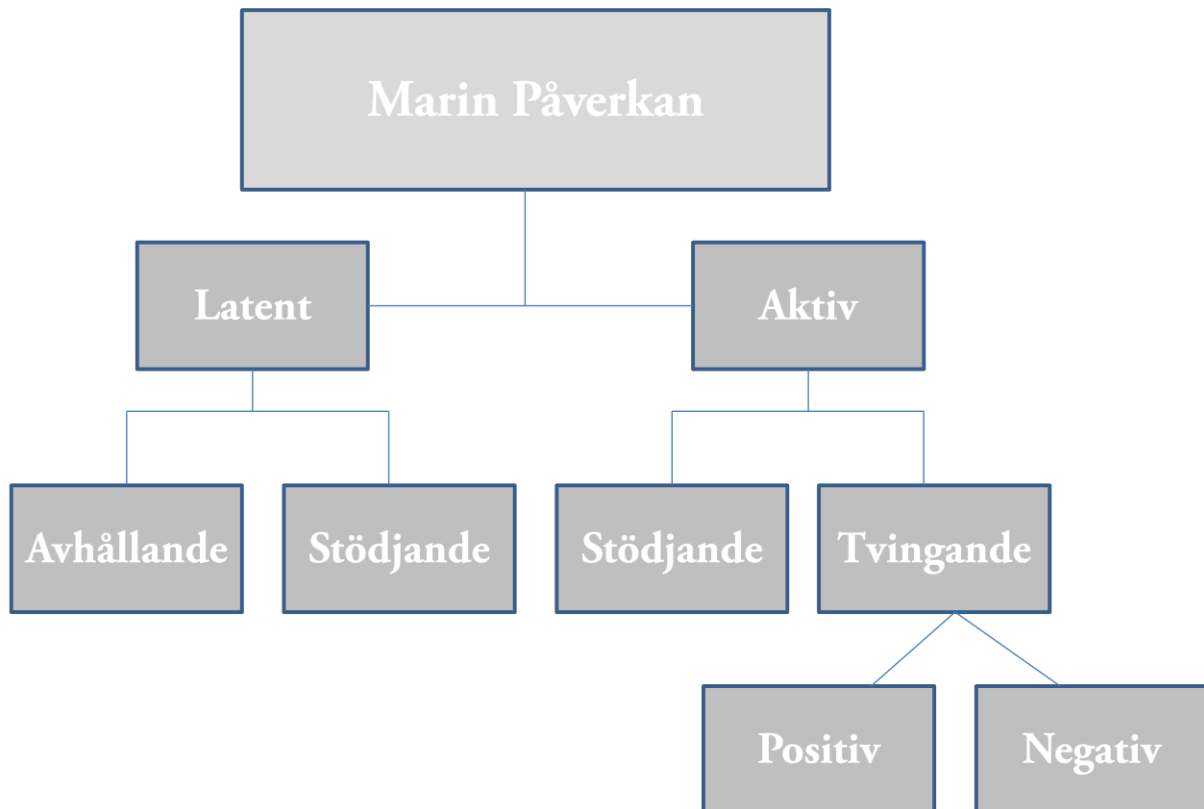 Marin Påverkan
Latent
Aktiv
Avhållande
Stödjande
Stödjande
Tvingande
Positiv
Negativ